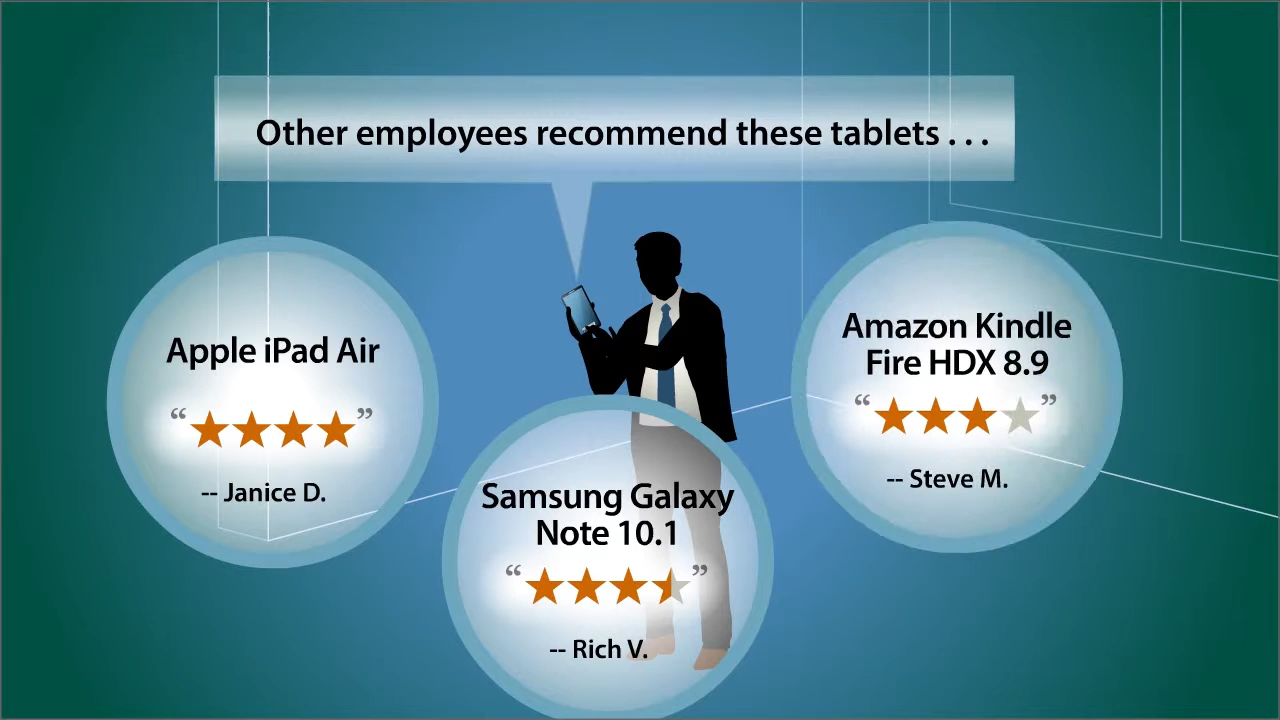 Other employees recommend these tablets . . .
Apple iPad Air
“ ”
-- Janice D.
Samsung Galaxy
Note 10.1
“ ”
-- Rich V.
Amazon Kindle
Fire HDX 8.9
“ ”
-- Steve M.